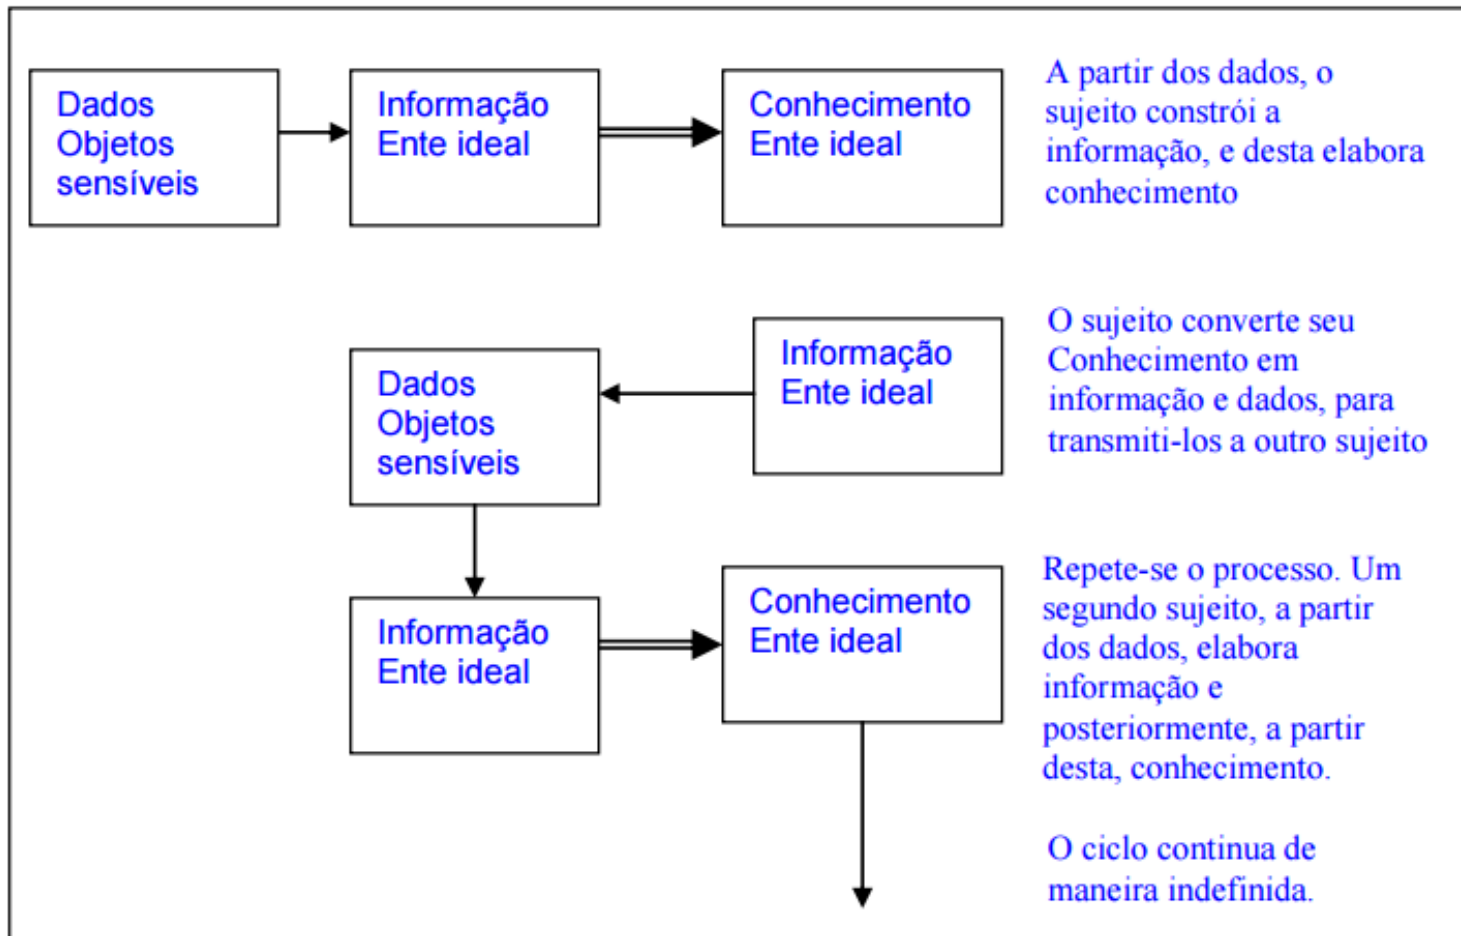 Dados
Objetos
sensíveis
Informação
Ente ideal
Conhecimento
Ente ideal
A partir dos dados, o
sujeito constrói a
informação, e desta elabora
conhecimento
Dados
Objetos
sensíveis
Informação
Ente ideal
O sujeito converte seu
Conhecimento em
informação e dados, para
transmiti-los a outro sujeito
Informação
Ente ideal
Conhecimento
Ente ideal
Repete-se o processo. Um
segundo sujeito, a partir
dos dados, elabora
informação e
posteriormente, a partir
desta, conhecimento.
O ciclo continua de
maneira indefinida.